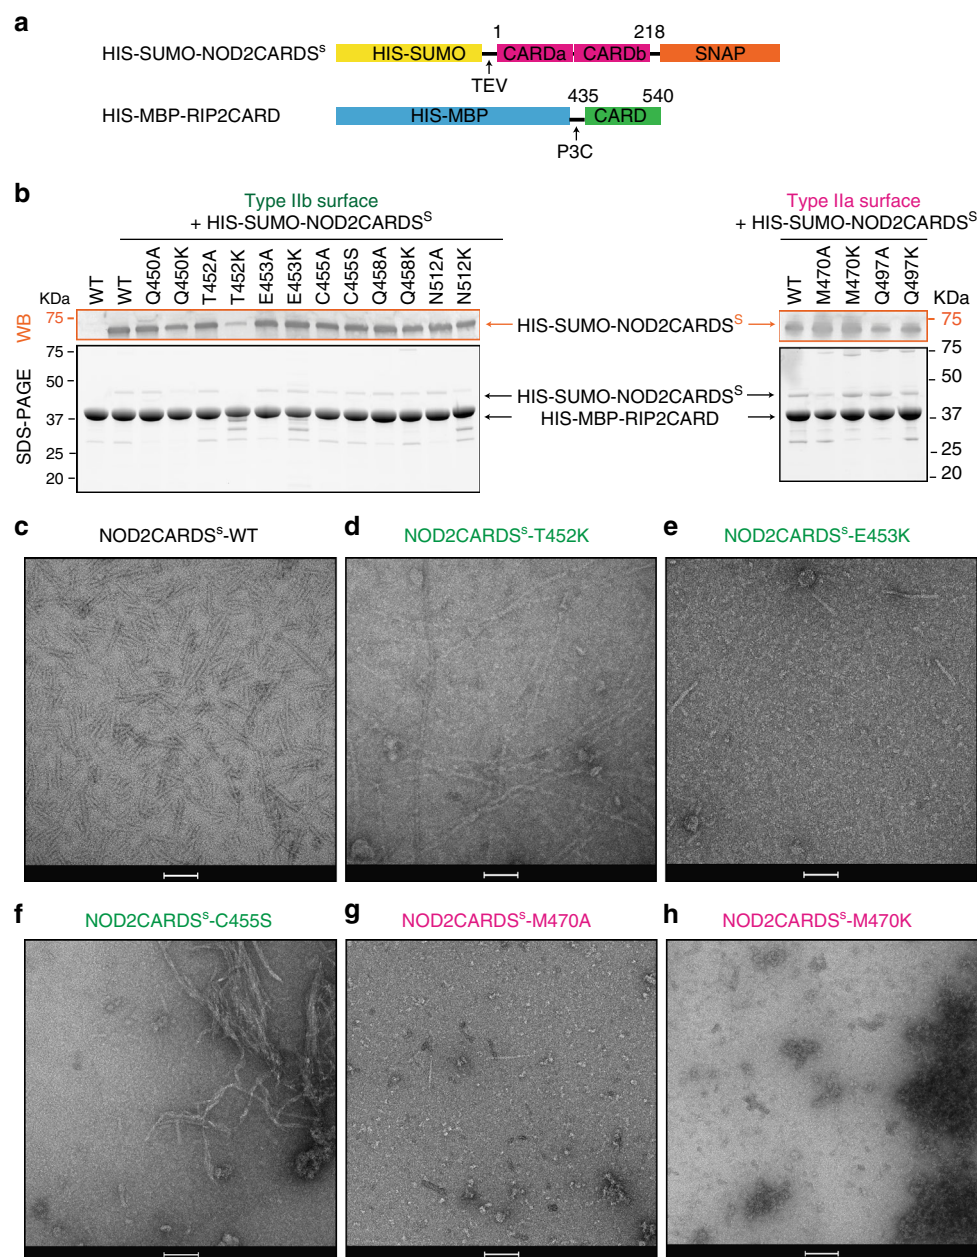 a
1 218
HIS-SUMO-NOD2CARDSˢ HIS-SUMO CARDa CARDb SNAP
TEV
435 540
HIS-MBP-RIP2CARD HIS-MBP CARD
P3C
b
Type IIb surface
+ HIS-SUMO-NOD2CARDSˢ
Type IIa surface
+ HIS-SUMO-NOD2CARDSˢ
KDa WT WT Q450A Q450K T452A T452K E453A E453K C455A C455S Q458A Q458K N512A N512K
WT M470A M470K Q497A Q497K KDa
WB 75 HIS-SUMO-NOD2CARDSˢ 75
SDS-PAGE
75 75
50 HIS-SUMO-NOD2CARDSˢ 50
37 HIS-MBP-RIP2CARD 37
25 25
20 20
c NOD2CARDSˢ-WT
d NOD2CARDSˢ-T452K
e NOD2CARDSˢ-E453K
f NOD2CARDSˢ-C455S
g NOD2CARDSˢ-M470A
h NOD2CARDSˢ-M470K